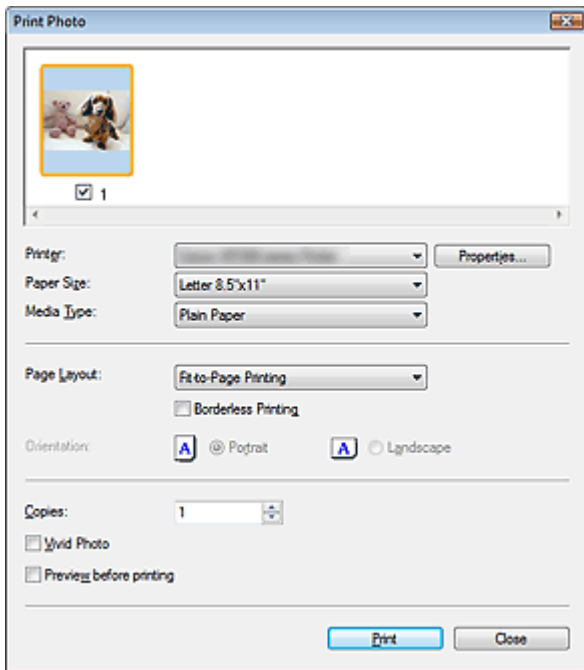 Print Photo
1
Printer:
Properties...
Paper Size: Letter 8.5"x11"
Media Type: Plain Paper
Page Layout: Fit-to-Page Printing
Borderless Printing
Orientation: A Portrait A Landscape
Copies: 1
Vivid Photo
Preview before printing
Print Close